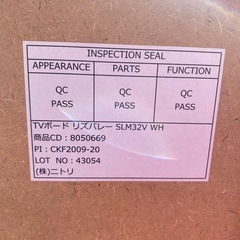 INSPECTION SEAL
APPEARANCE PARTS FUNCTION
QC QC QC
PASS PASS PASS
TVボード リズバレー SLM32V WH
商品CD : 8050669
PI : CKF2009-20
LOT NO : 43054
(株)ニトリ